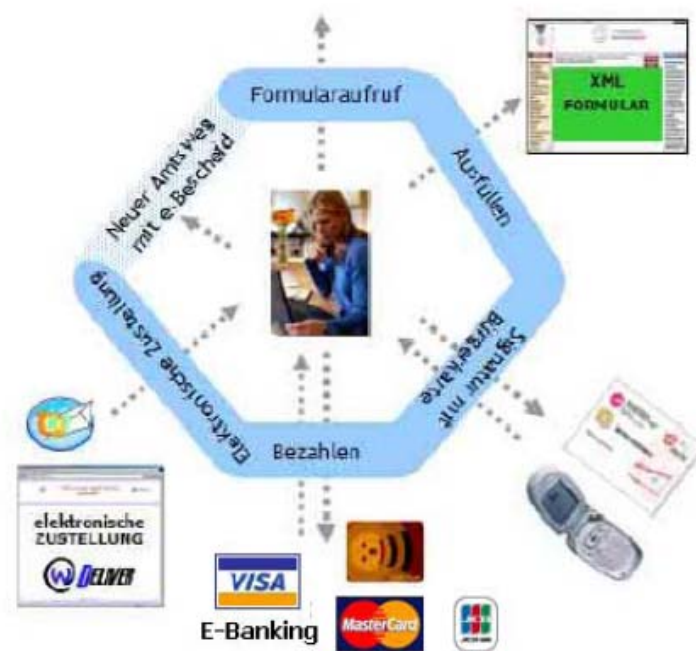 Formularaufruf
XML
FORMULAR
Ausfüllen
Neuer Amtsweg
mit e.Bescheid
Signatur mit
Bürgerkarte
Elektronische Zustellung
Bezahlen
elektronische
ZUSTELLUNG
DELIVER
VISA
E-Banking
MasterCard
JCB